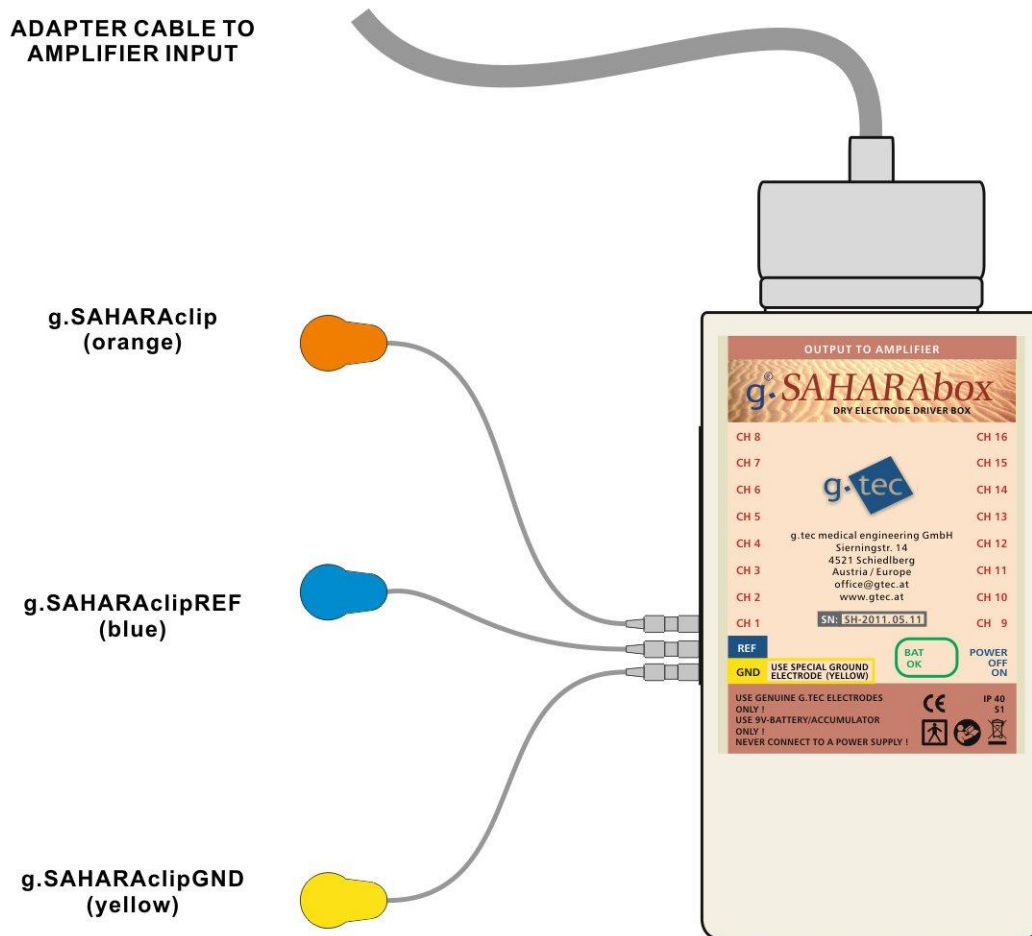 ADAPTER CABLE TO
AMPLIFIER INPUT
g.SAHARAclip
(orange)
g.SAHARAclipREF
(blue)
g.SAHARAclipGND
(yellow)
OUTPUT TO AMPLIFIER
g.® SAHARAbox
DRY ELECTRODE DRIVER BOX
CH 8
CH 7
CH 6
CH 5
CH 4
CH 3
CH 2
CH 1
g.tec
g.tec medical engineering GmbH
Sierningstr. 14
4521 Schiedlberg
Austria / Europe
office@gtec.at
www.gtec.at
SN: SH-2011.05.11
CH 16
CH 15
CH 14
CH 13
CH 12
CH 11
CH 10
CH 9
REF
GND
USE SPECIAL GROUND
ELECTRODE (YELLOW)
BAT
OK
POWER
OFF
ON
USE GENUINE G.TEC ELECTRODES
ONLY !
USE 9V-BATTERY/ACCUMULATOR
ONLY !
NEVER CONNECT TO A POWER SUPPLY !
CE
IP 40
S1